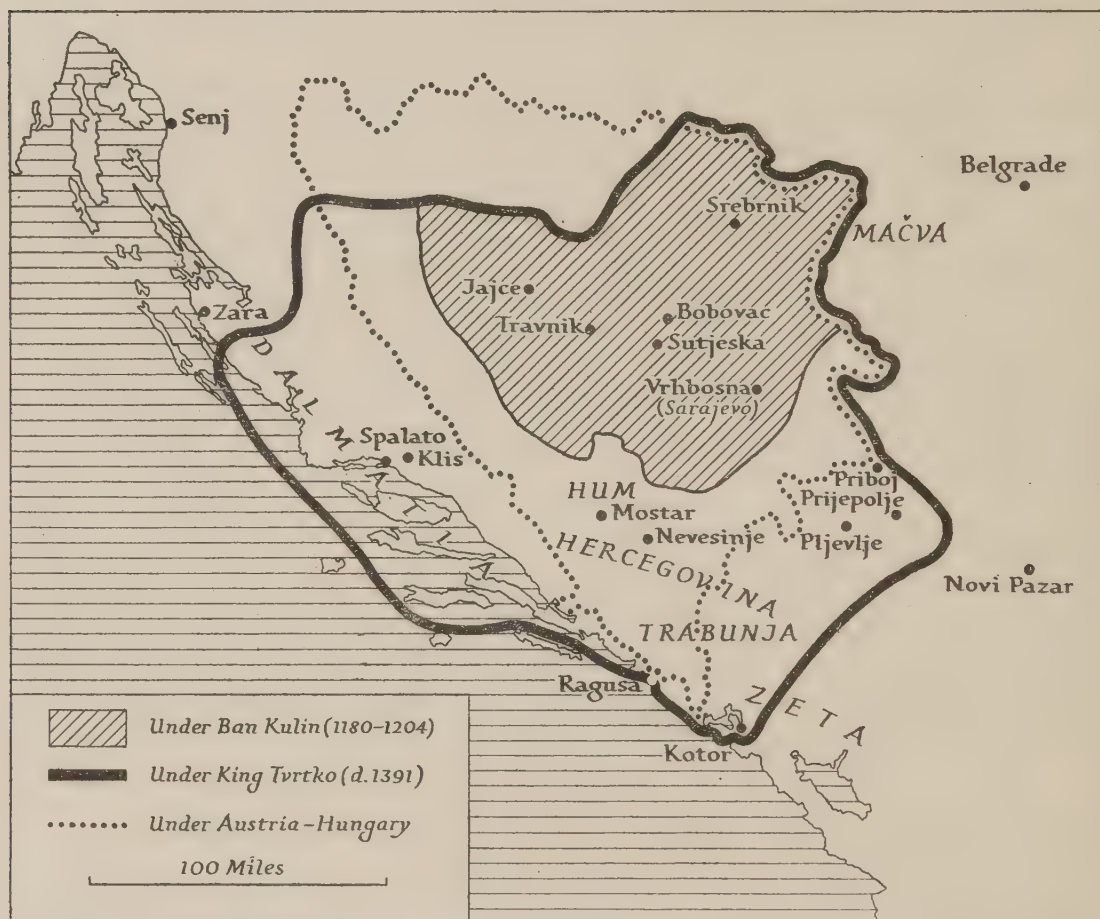 Senj
Belgrade
Srebrnik
MAČVA
Jajce
Zara
Bobovac
Travnik
Sutjeska
DALMATIA
Vrhbosna
(Sarajevo)
Spalato
Klis
Priboj
HUM
Prijepolje
Mostar
Nevesinje
Pljevlje
HERCEGOVINA
Novi Pazar
TRABUNJA
Ragusa
ZETA
Kotor
Under Ban Kulin (1180–1204)
Under King Tvrtko (d. 1391)
Under Austria–Hungary
100 Miles